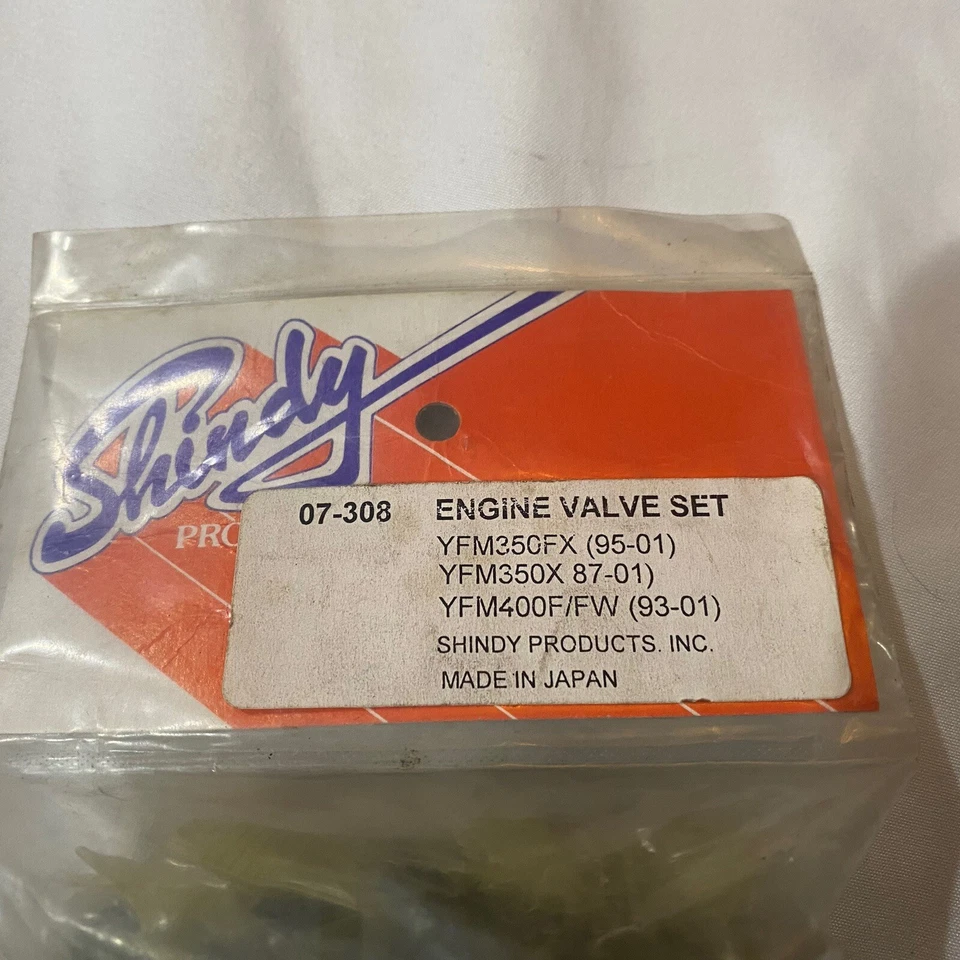 Shindy
PRO
07-308 ENGINE VALVE SET
YFM350FX (95-01)
YFM350X 87-01)
YFM400F/FW (93-01)
SHINDY PRODUCTS. INC.
MADE IN JAPAN